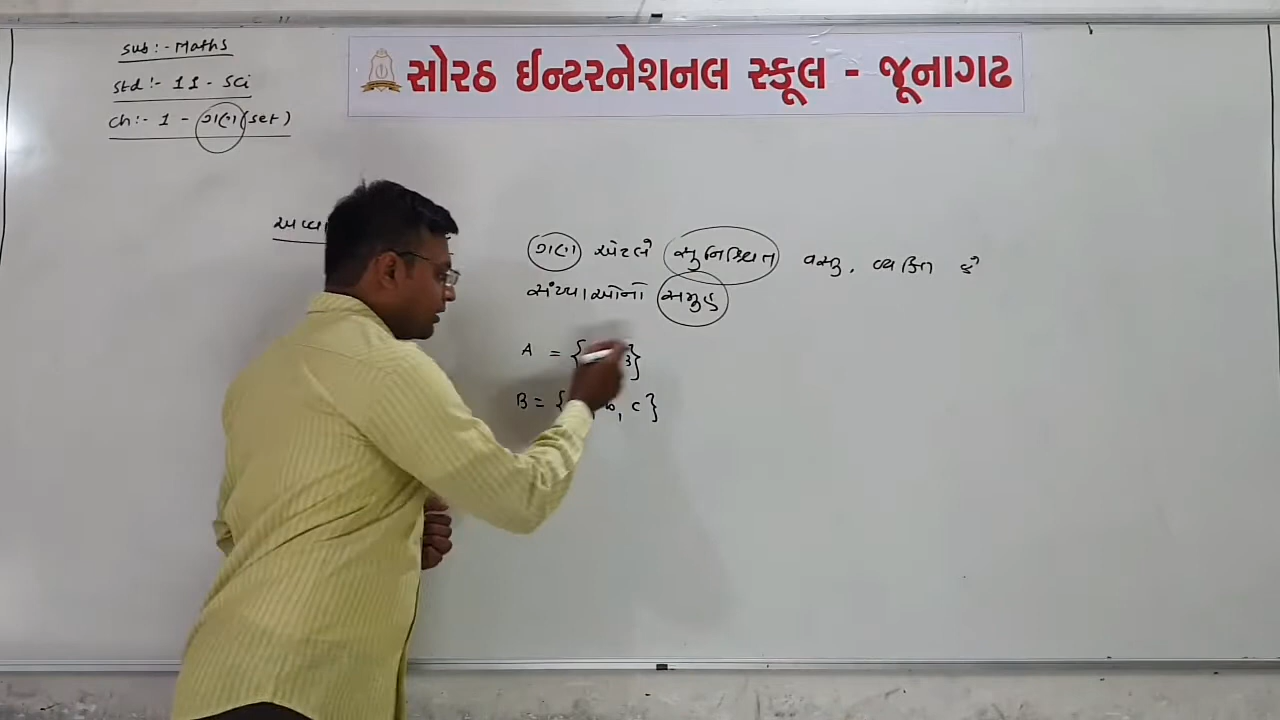 Sub:- Maths
Std:- 11 - Sci
Ch:- 1 - ગણ (Set)
સોરઠ ઈન્ટરનેશનલ સ્કૂલ - જૂનાગઢ
ગણ એટલે સુનિશ્ચિત વસ્તુ, વ્યક્તિ કે
સંખ્યાઓનો સમુહ
A = { 3}
B = { b, c }